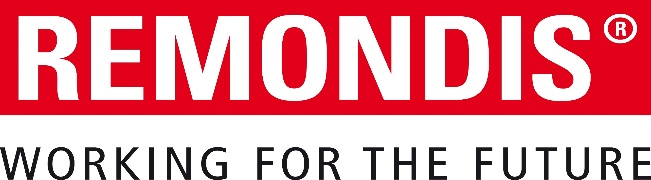 REMONDIS®
WORKING FOR THE FUTURE